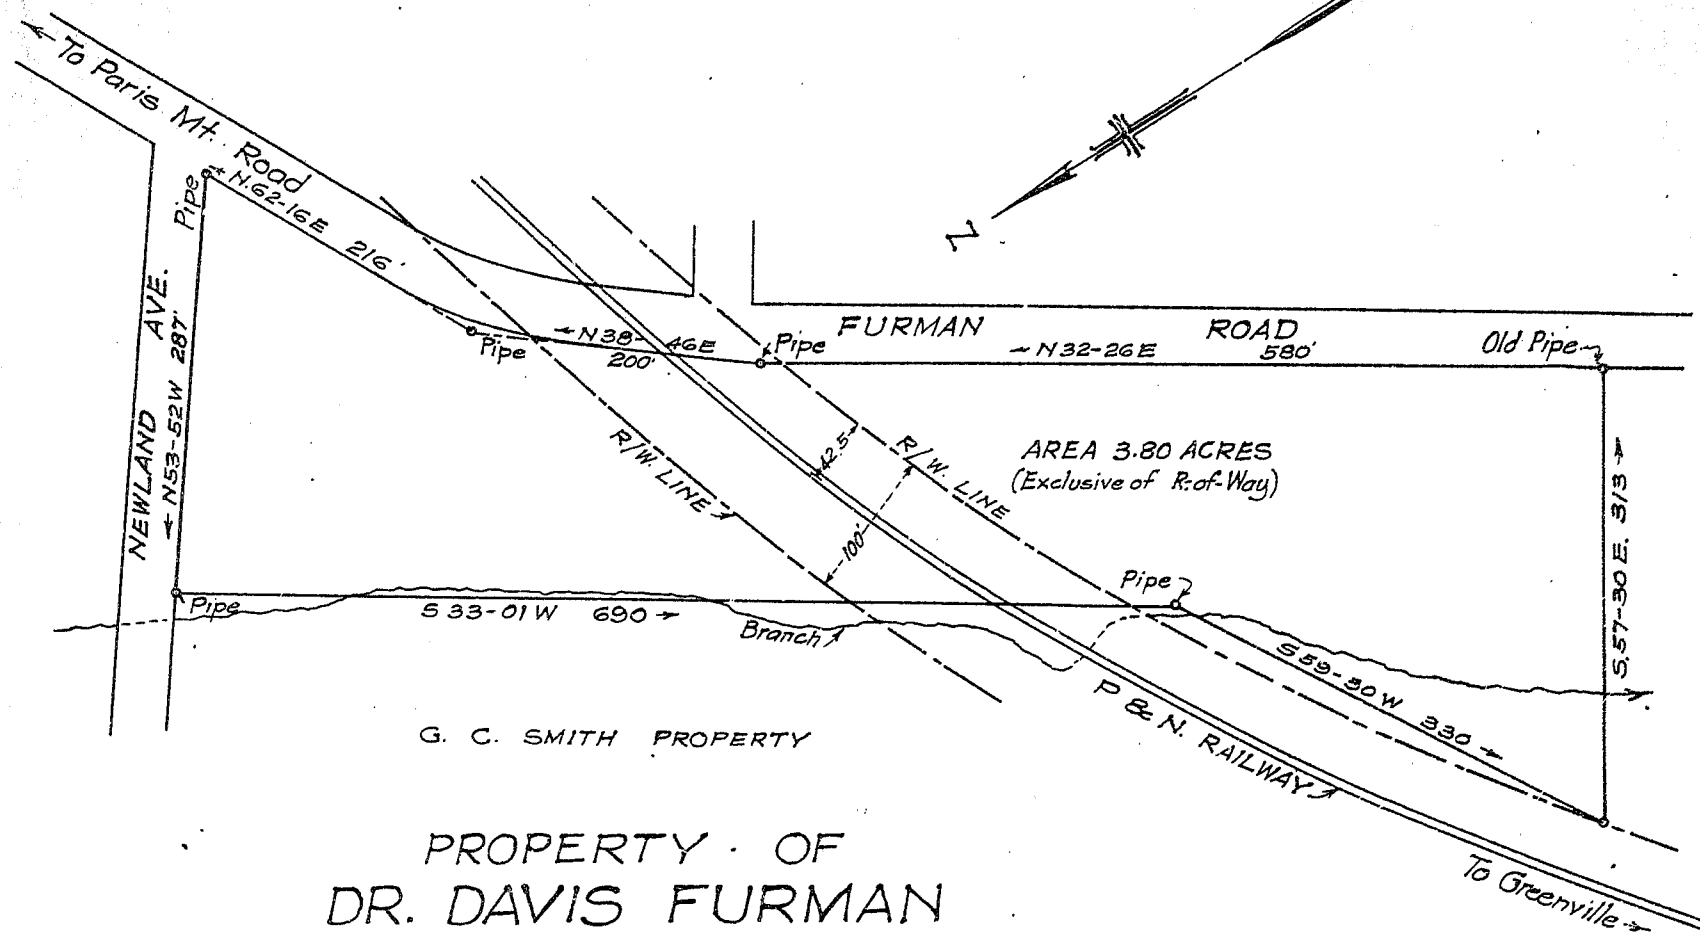 To Paris Mt. Road
N.62-16E 216'
Pipe
NEWLAND AVE.
N53-52W 287'
Pipe
N38-46E
200'
Pipe
FURMAN ROAD
N32-26E 580'
Old Pipe
N
R/W. LINE
42.5
R/W. LINE
100'
AREA 3.80 ACRES
(Exclusive of R.-of-Way)
S.57-30E. 313
Pipe
Pipe
S 33-01 W 690
Branch
S59-30W 330
P & N. RAILWAY
G. C. SMITH PROPERTY
To Greenville
PROPERTY OF
DR. DAVIS FURMAN